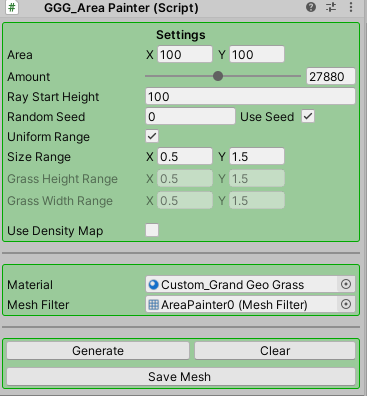 GGG_Area Painter (Script)
Settings
Area X 100 Y 100
Amount 27880
Ray Start Height 100
Random Seed 0 Use Seed
Uniform Range
Size Range X 0.5 Y 1.5
Grass Height Range X 0.5 Y 1.5
Grass Width Range X 0.5 Y 1.5
Use Density Map
Material Custom_Grand Geo Grass
Mesh Filter AreaPainter0 (Mesh Filter)
Generate Clear
Save Mesh